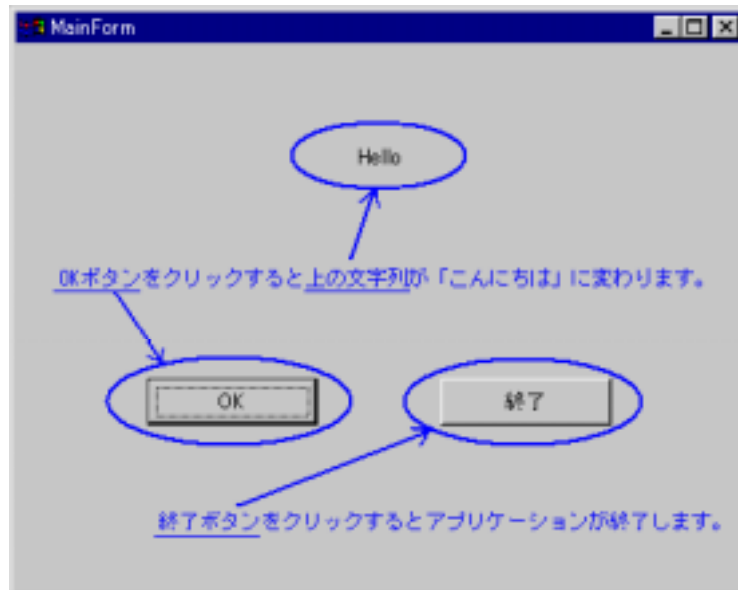 MainForm
Hello
OKボタンをクリックすると上の文字列が「こんにちは」に変わります。
OK
終了
終了ボタンをクリックするとアプリケーションが終了します。